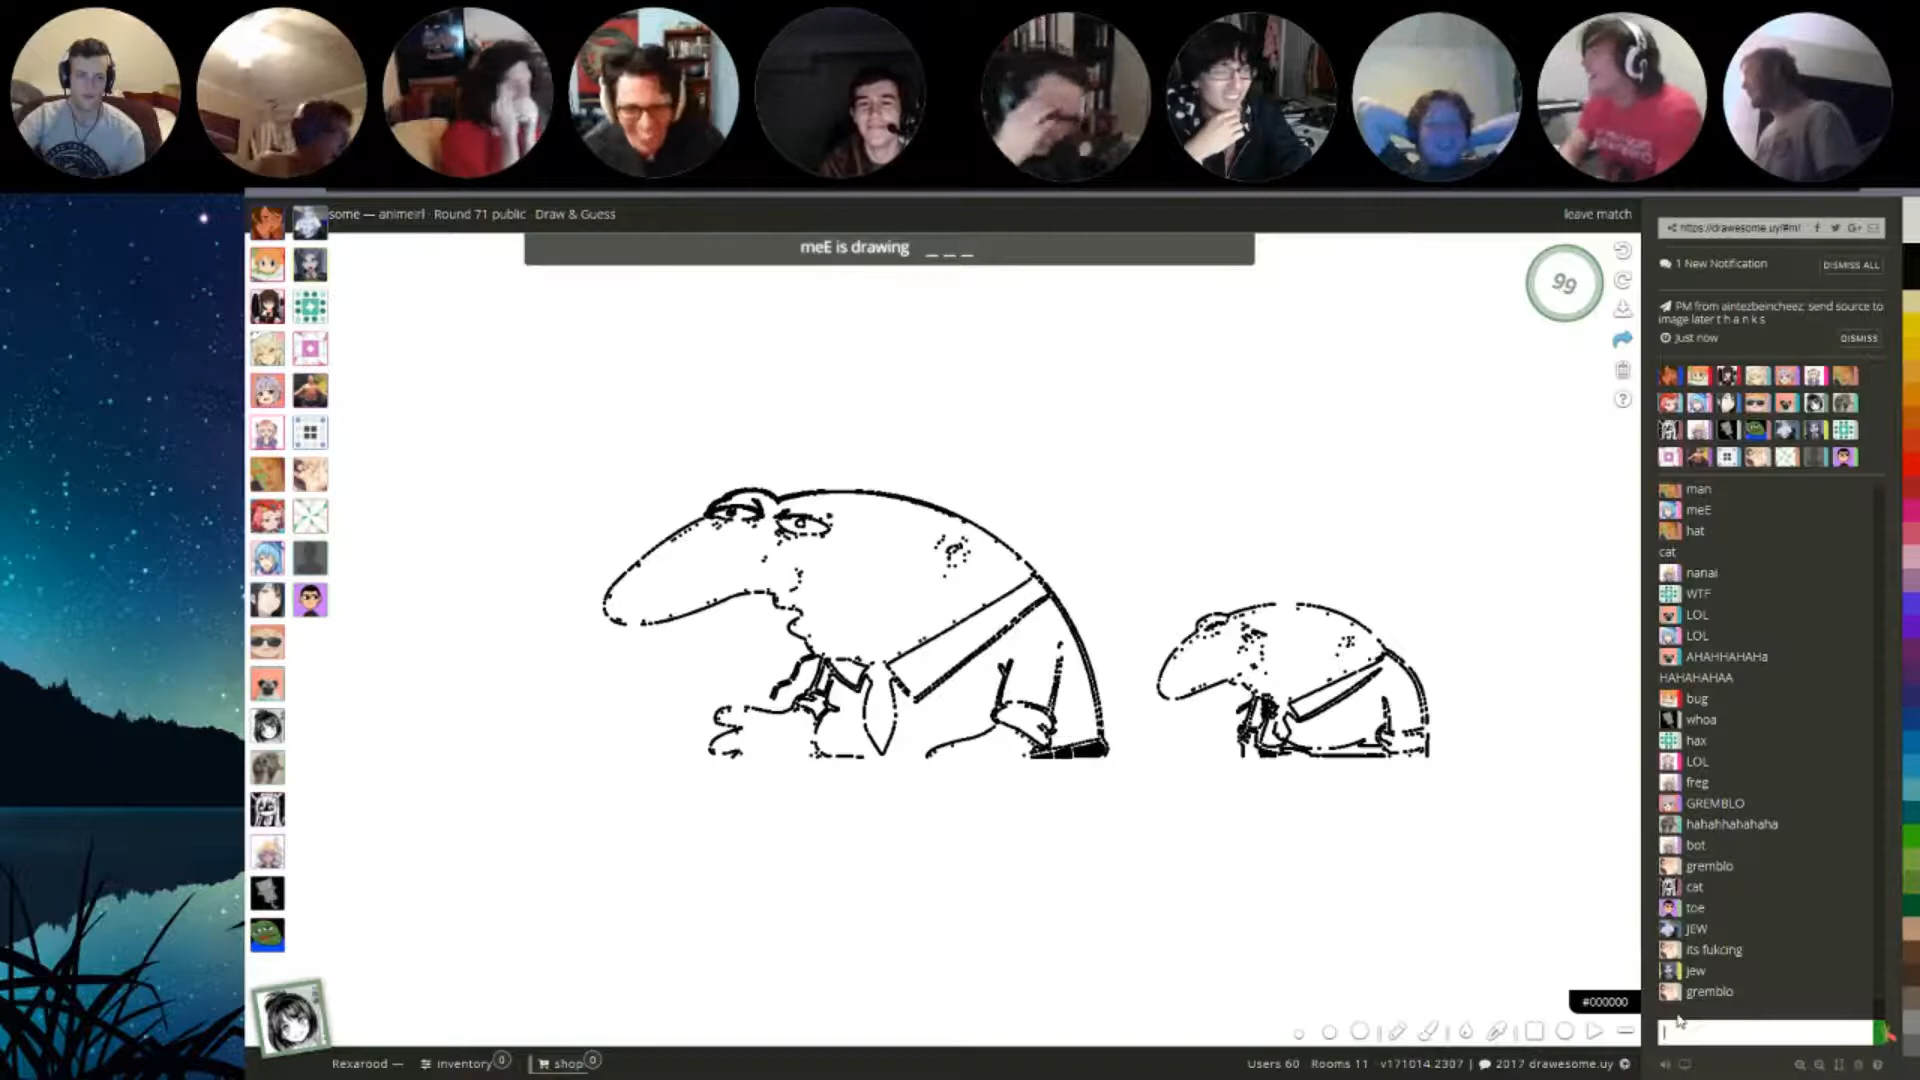 some — animeirl · Round 71 public · Draw & Guess
leave match
meE is drawing _ _ _
99
https://drawesome.uy/#m/
1 New Notification
DISMISS ALL
PM from aintezbeincheez: send source to
image later t h a n k s
Just now
DISMISS
man
meE
hat
cat
nanai
WTF
LOL
LOL
AHAHHAHAHa
HAHAHAHAA
bug
whoa
hax
LOL
freg
GREMBLO
hahahhahahaha
bot
gremblo
cat
toe
JEW
its fukcing
jew
gremblo
#000000
Rexarood —
inventory 0
shop 0
Users 60 Rooms 11 · v171014.2307 | 2017 drawesome.uy